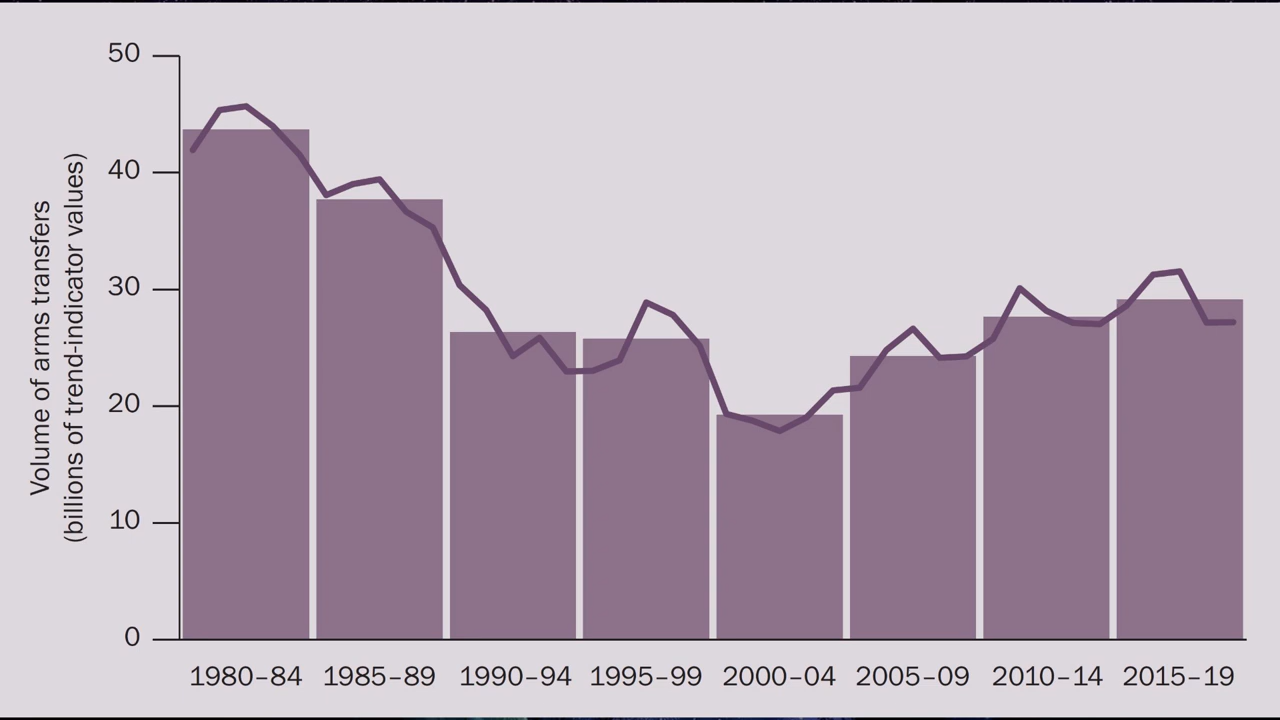 Volume of arms transfers
(billions of trend-indicator values)
50
40
30
20
10
0
1980–84 1985–89 1990–94 1995–99 2000–04 2005–09 2010–14 2015–19